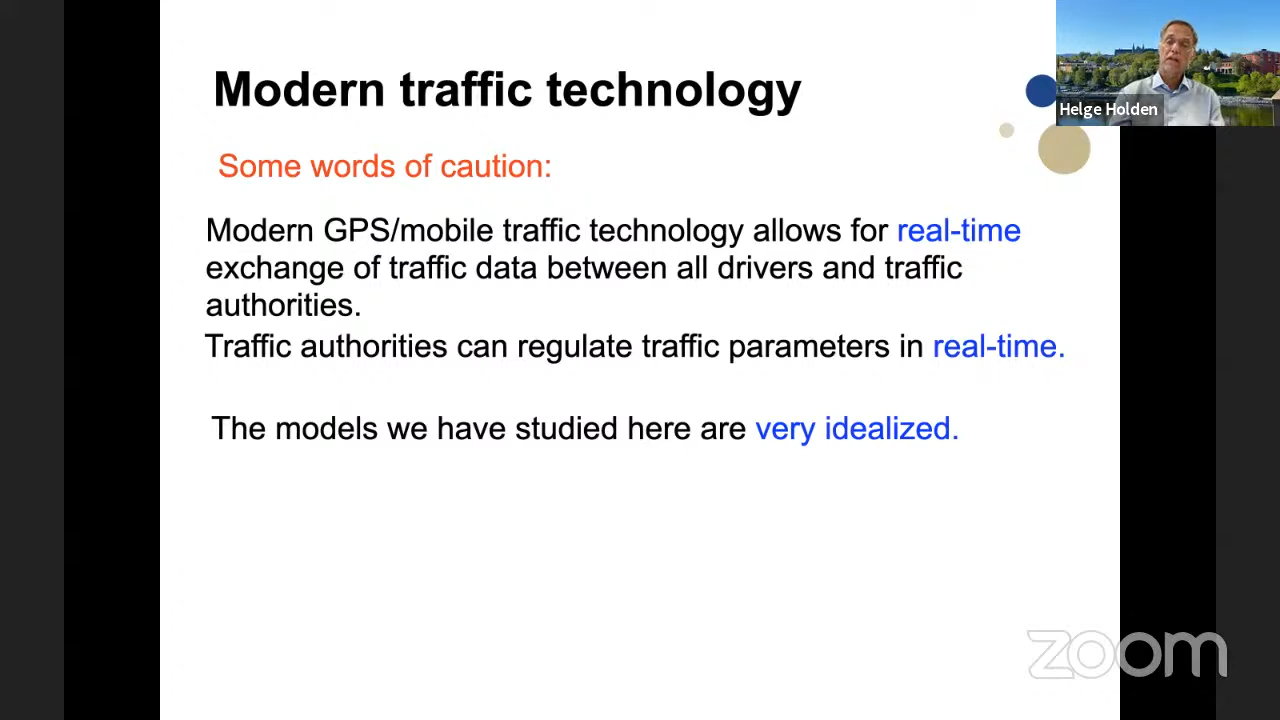 Modern traffic technology
Helge Holden
Some words of caution:
Modern GPS/mobile traffic technology allows for real-time
exchange of traffic data between all drivers and traffic
authorities.
Traffic authorities can regulate traffic parameters in real-time.
The models we have studied here are very idealized.
zoom